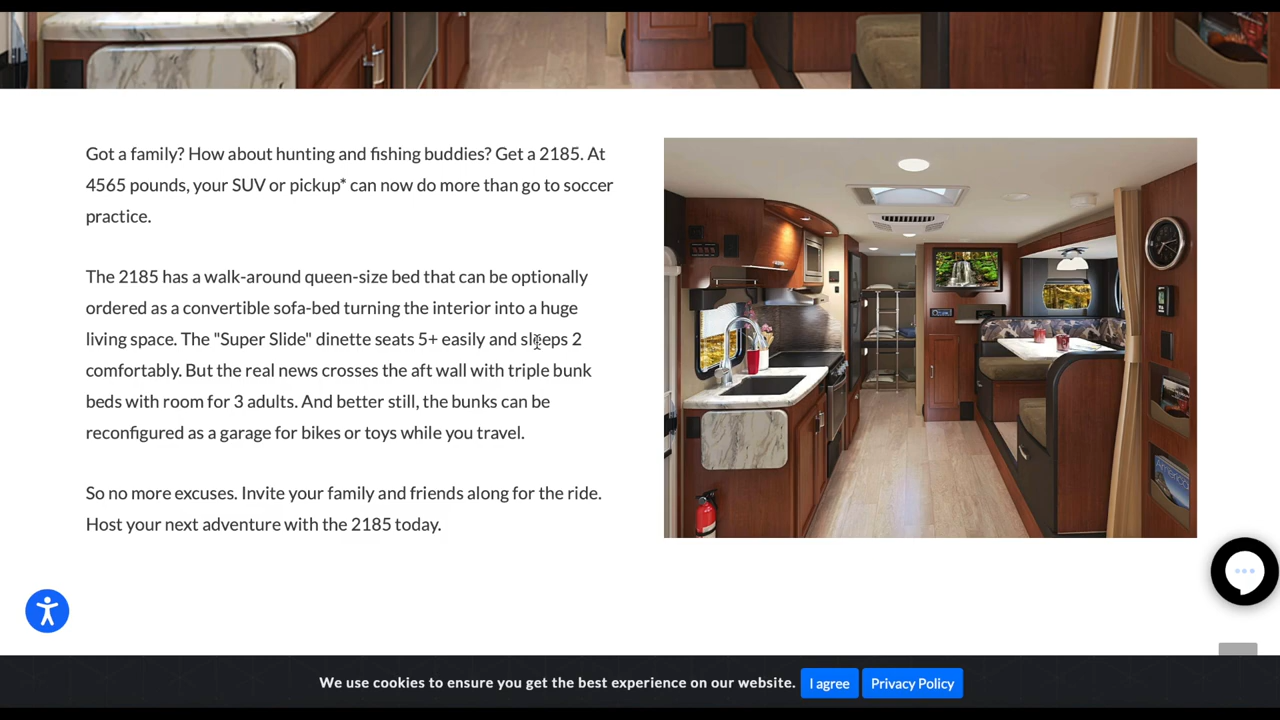 Got a family? How about hunting and fishing buddies? Get a 2185. At
4565 pounds, your SUV or pickup* can now do more than go to soccer
practice.
The 2185 has a walk-around queen-size bed that can be optionally
ordered as a convertible sofa-bed turning the interior into a huge
living space. The "Super Slide" dinette seats 5+ easily and sleeps 2
comfortably. But the real news crosses the aft wall with triple bunk
beds with room for 3 adults. And better still, the bunks can be
reconfigured as a garage for bikes or toys while you travel.
So no more excuses. Invite your family and friends along for the ride.
Host your next adventure with the 2185 today.
We use cookies to ensure you get the best experience on our website.
I agree
Privacy Policy